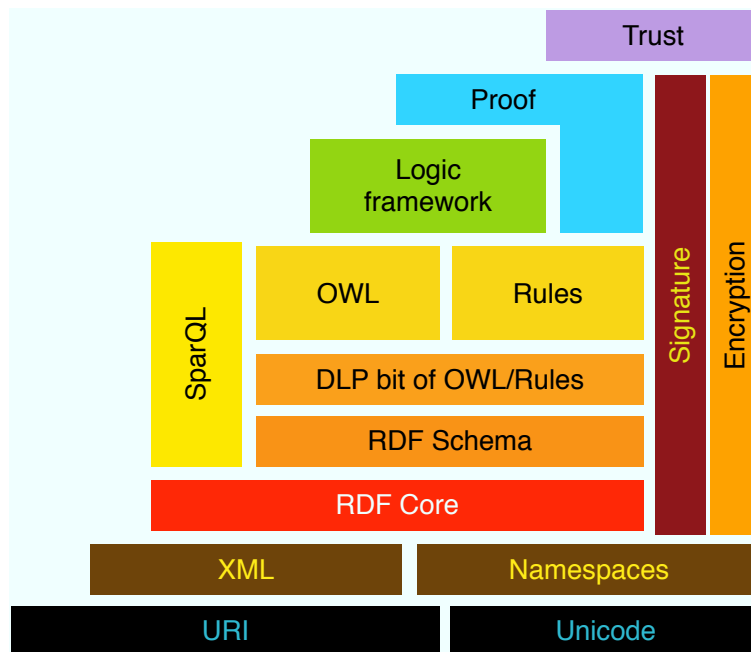 Trust
Proof
Logic
framework
SparQL
OWL
Rules
Signature
Encryption
DLP bit of OWL/Rules
RDF Schema
RDF Core
XML
Namespaces
URI
Unicode